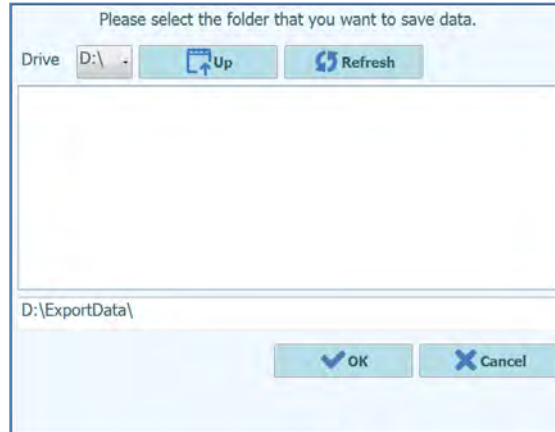 Please select the folder that you want to save data.
Drive D:\ Up Refresh
D:\ExportData\
OK Cancel